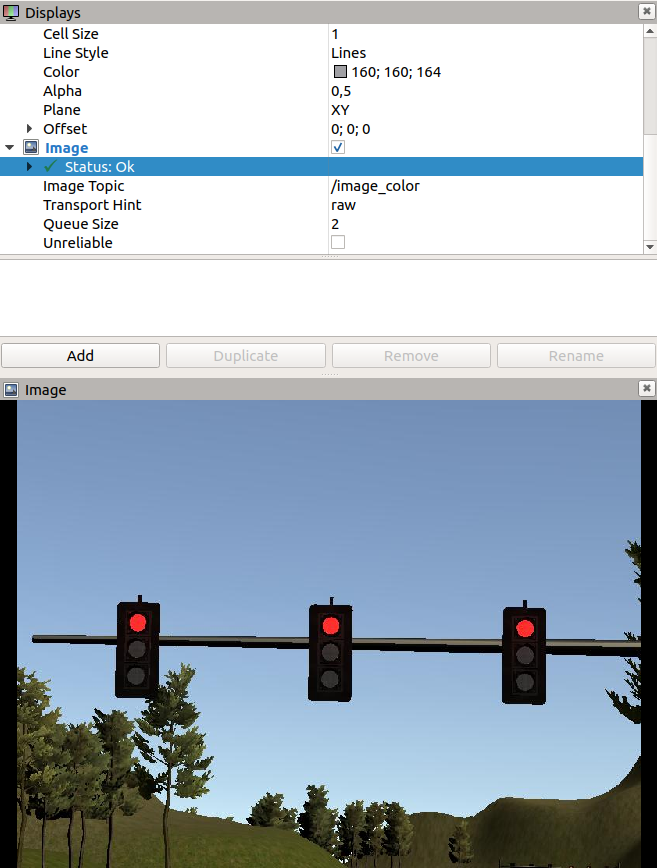 Displays
Cell Size 1
Line Style Lines
Color 160; 160; 164
Alpha 0,5
Plane XY
Offset 0; 0; 0
Image
Status: Ok
Image Topic /image_color
Transport Hint raw
Queue Size 2
Unreliable
Add Duplicate Remove Rename
Image